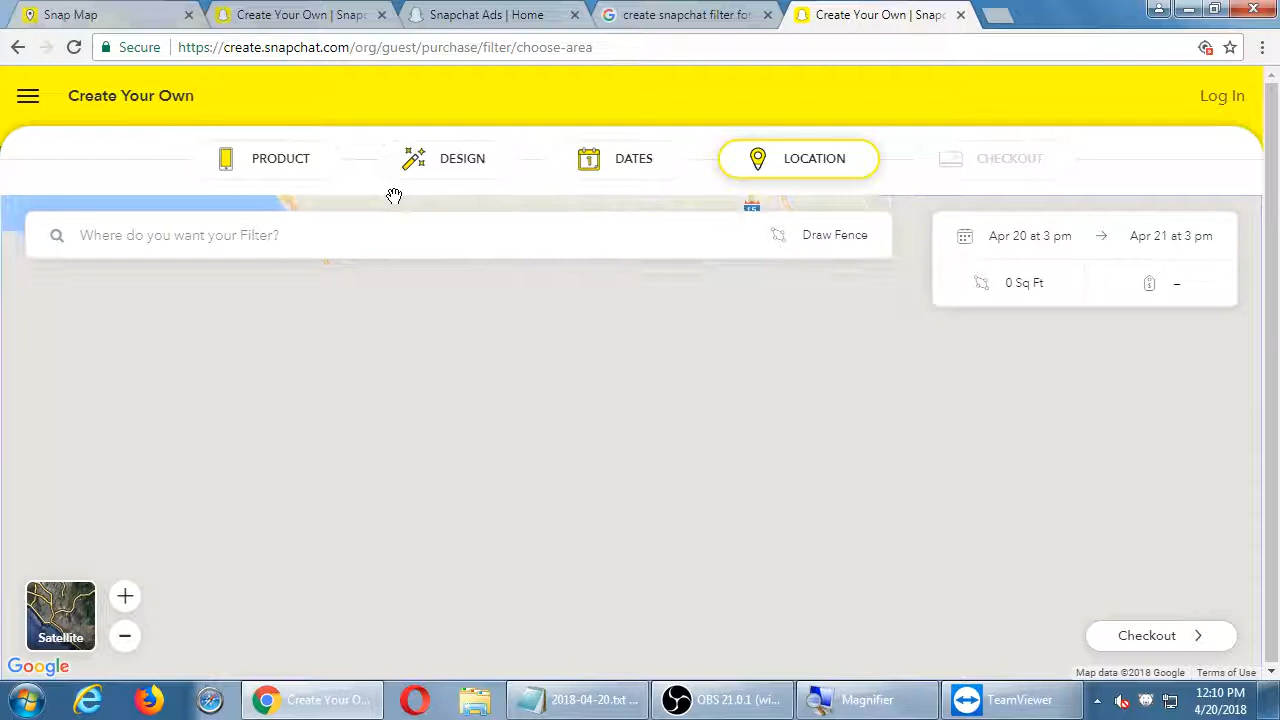 Snap Map
Create Your Own | Snapc
Snapchat Ads | Home
create snapchat filter for
Create Your Own | Snapc
Secure
https://create.snapchat.com/org/guest/purchase/filter/choose-area
Create Your Own
Log In
PRODUCT
DESIGN
1
DATES
LOCATION
CHECKOUT
15
Where do you want your Filter?
Draw Fence
Apr 20 at 3 pm
Apr 21 at 3 pm
0 Sq Ft
–
Satellite
Checkout
Google
Map data ©2018 Google
Terms of Use
Create Your O...
2018-04-20.txt ...
OBS 21.0.1 (wi...
Magnifier
TeamViewer
12:10 PM
4/20/2018